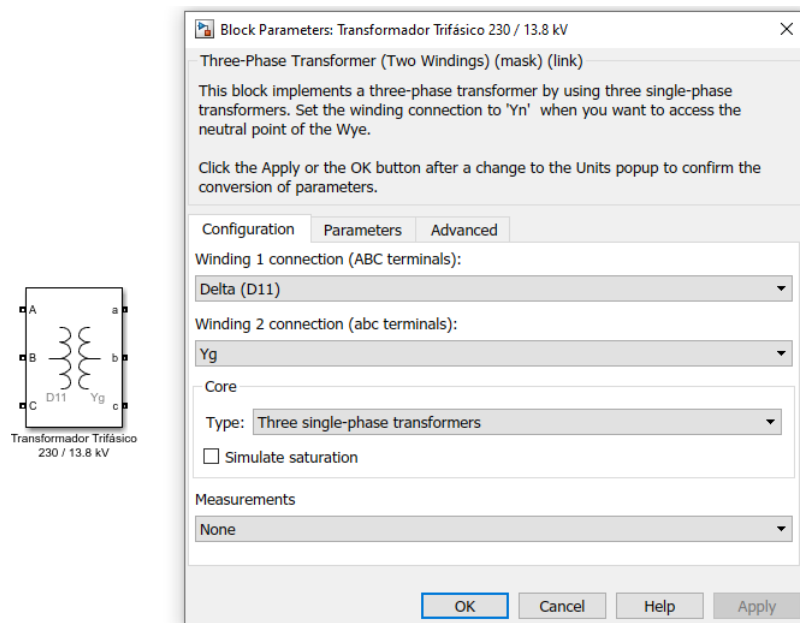 Block Parameters: Transformador Trifásico 230 / 13.8 kV
Three-Phase Transformer (Two Windings) (mask) (link)
This block implements a three-phase transformer by using three single-phase
transformers. Set the winding connection to 'Yn' when you want to access the
neutral point of the Wye.
Click the Apply or the OK button after a change to the Units popup to confirm the
conversion of parameters.
Configuration Parameters Advanced
Winding 1 connection (ABC terminals):
Delta (D11)
Winding 2 connection (abc terminals):
Yg
Core
Type: Three single-phase transformers
Simulate saturation
Measurements
None
OK Cancel Help Apply
A a
B b
D11 Yg
C c
Transformador Trifásico
230 / 13.8 kV